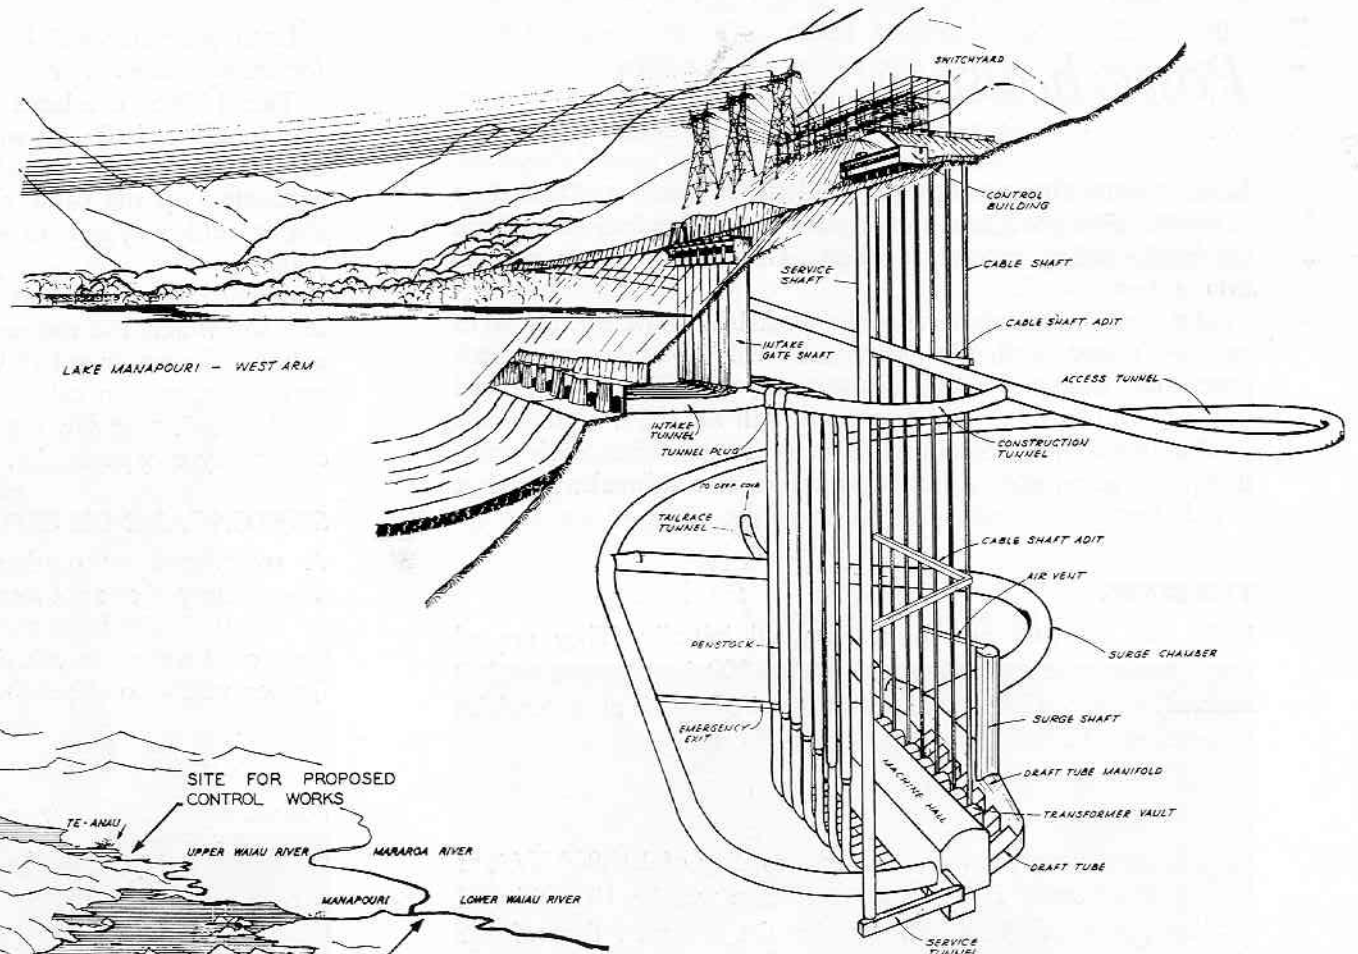 SWITCHYARD
CONTROL
BUILDING
SERVICE
SHAFT
CABLE SHAFT
CABLE SHAFT ADIT
INTAKE
GATE SHAFT
ACCESS TUNNEL
LAKE MANAPOURI – WEST ARM
INTAKE
TUNNEL
TUNNEL PLUG
CONSTRUCTION
TUNNEL
TO DEEP COVE
TAILRACE
TUNNEL
CABLE SHAFT ADIT
AIR VENT
PENSTOCK
SURGE CHAMBER
EMERGENCY
EXIT
SURGE SHAFT
MACHINE HALL
DRAFT TUBE MANIFOLD
TRANSFORMER VAULT
DRAFT TUBE
SERVICE
TUNNEL
SITE FOR PROPOSED
CONTROL WORKS
TE-ANAU
UPPER WAIAU RIVER
MARAROA RIVER
MANAPOURI
LOWER WAIAU RIVER